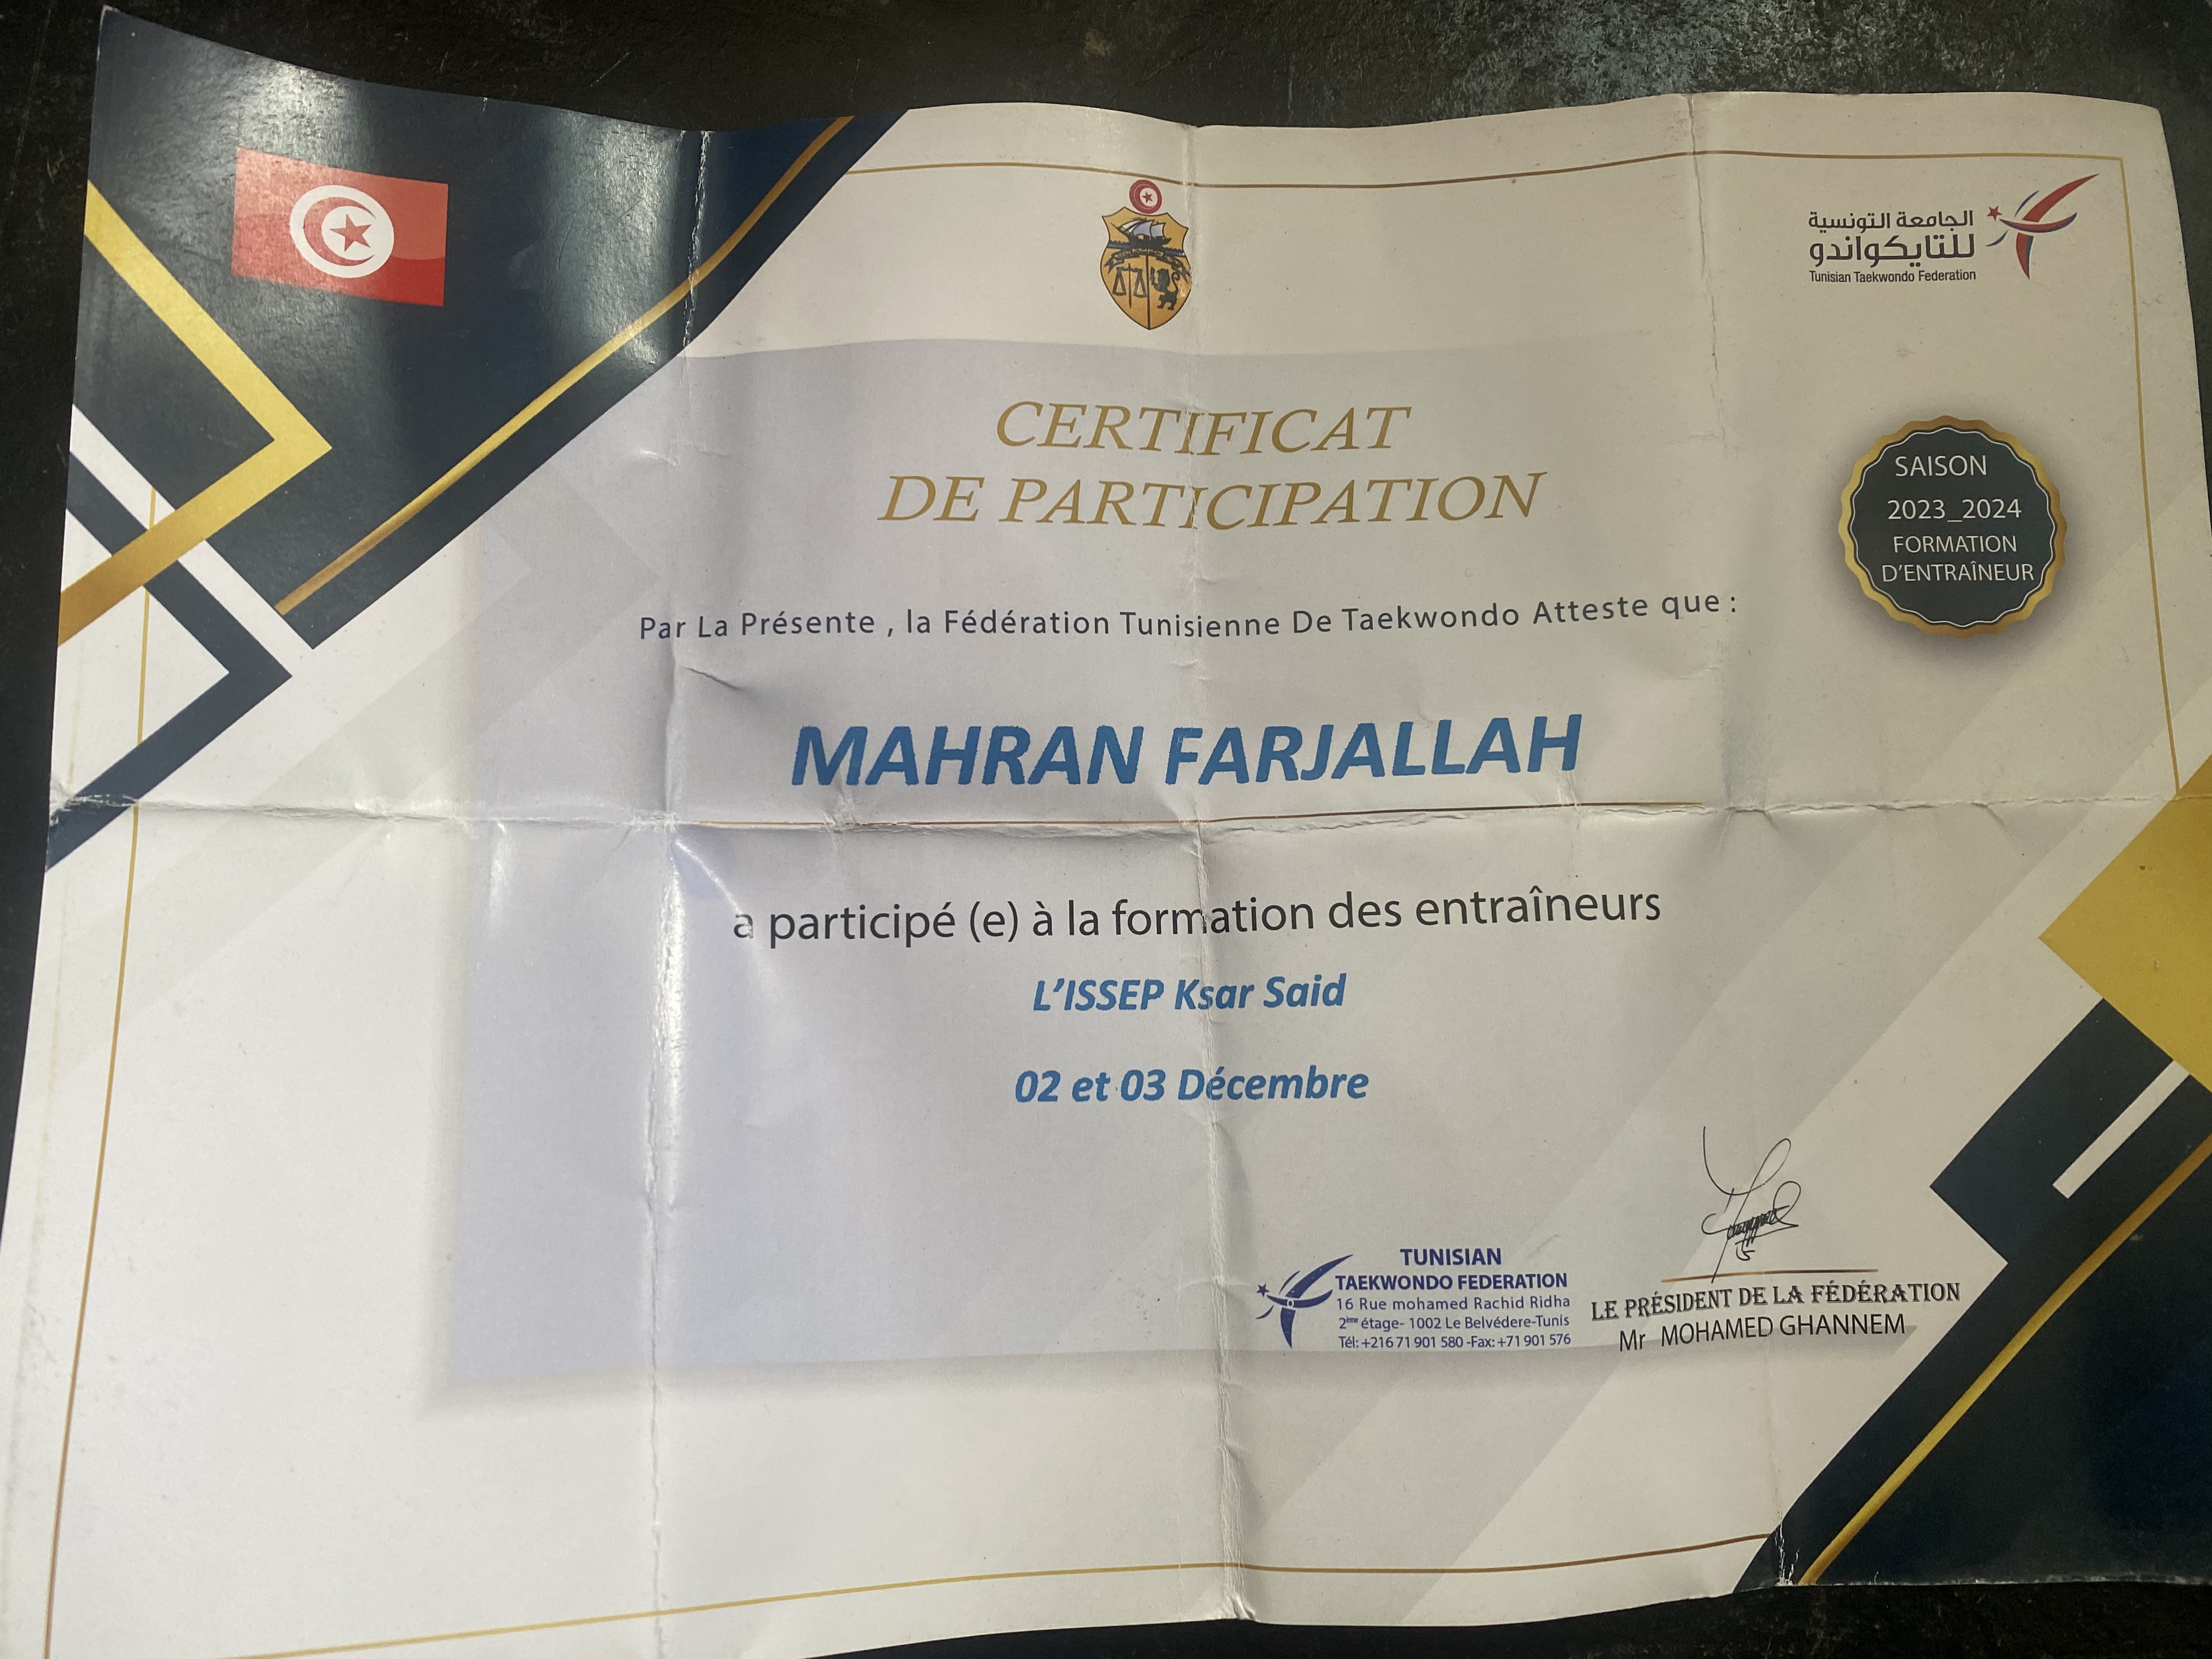 الجامعة التونسية
للتايكواندو
Tunisian Taekwondo Federation
CERTIFICAT
DE PARTICIPATION
SAISON
2023_2024
FORMATION
D'ENTRAÎNEUR
Par La Présente , la Fédération Tunisienne De Taekwondo Atteste que :
MAHRAN FARJALLAH
a participé (e) à la formation des entraîneurs
L'ISSEP Ksar Said
02 et 03 Décembre
TUNISIAN
TAEKWONDO FEDERATION
16 Rue mohamed Rachid Ridha
2ème étage- 1002 Le Belvédere-Tunis
Tél: +216 71 901 580 -Fax: +71 901 576
LE PRÉSIDENT DE LA FÉDÉRATION
Mr MOHAMED GHANNEM